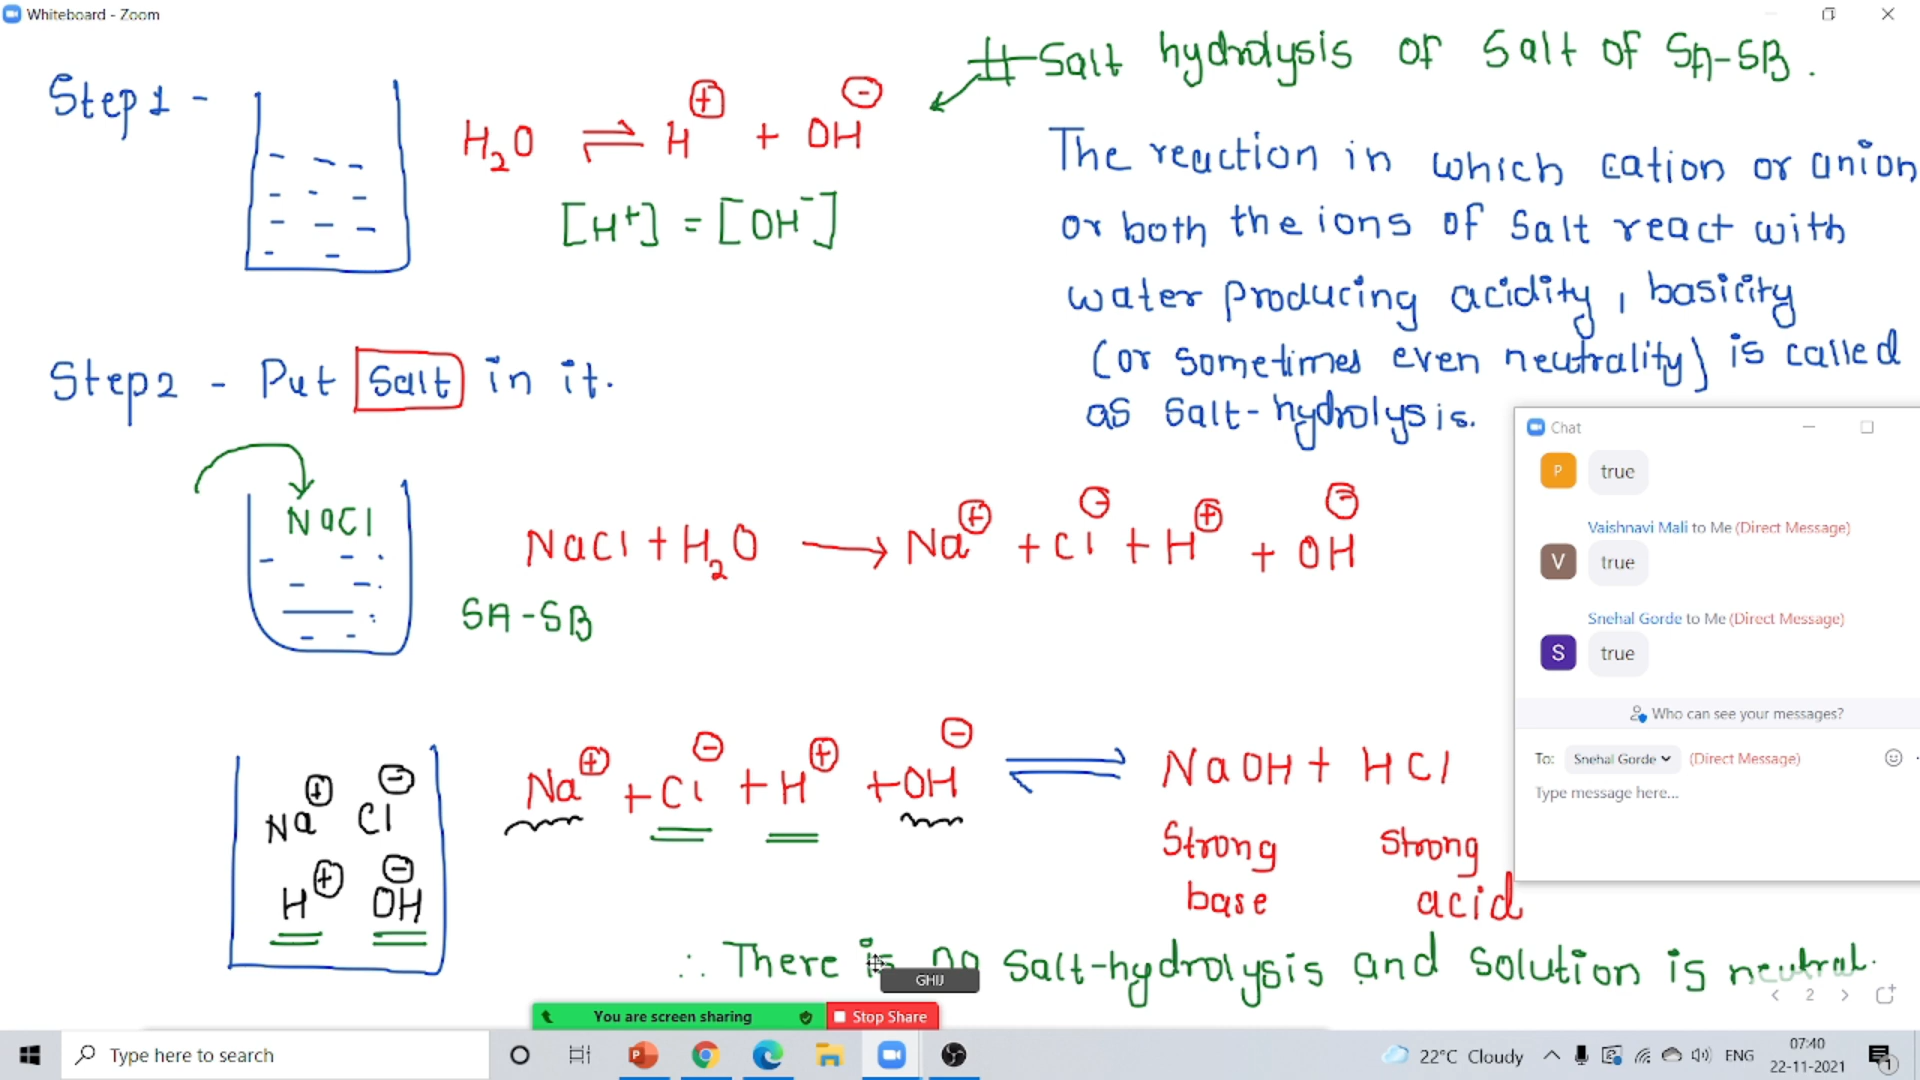 Whiteboard - Zoom
# Salt hydrolysis of Salt of SA-SB.
Step 1 -
H₂O ⇌ H⊕ + OH⊖
[H⁺] = [OH⁻]
The reaction in which cation or anion
or both the ions of Salt react with
water producing acidity, basicity
(or sometimes even neutrality) is called
as salt-hydrolysis.
Step 2 - Put Salt in it.
NaCl
NaCl + H₂O → Na⊕ + Cl⊖ + H⊕ + OH⊖
SA-SB
Na⊕ Cl⊖
H⊕ OH⊖
Na⊕ + Cl⊖ + H⊕ + OH⊖ ⇌ NaOH + HCl
Strong strong
base acid
∴ There is no Salt-hydrolysis and solution is neutral.
Chat
P true
Vaishnavi Mali to Me (Direct Message)
V true
Snehal Gorde to Me (Direct Message)
S true
Who can see your messages?
To: Snehal Gorde (Direct Message)
Type message here...
GHIJ
2
You are screen sharing Stop Share
Type here to search
22°C Cloudy
ENG
07:40
22-11-2021
1